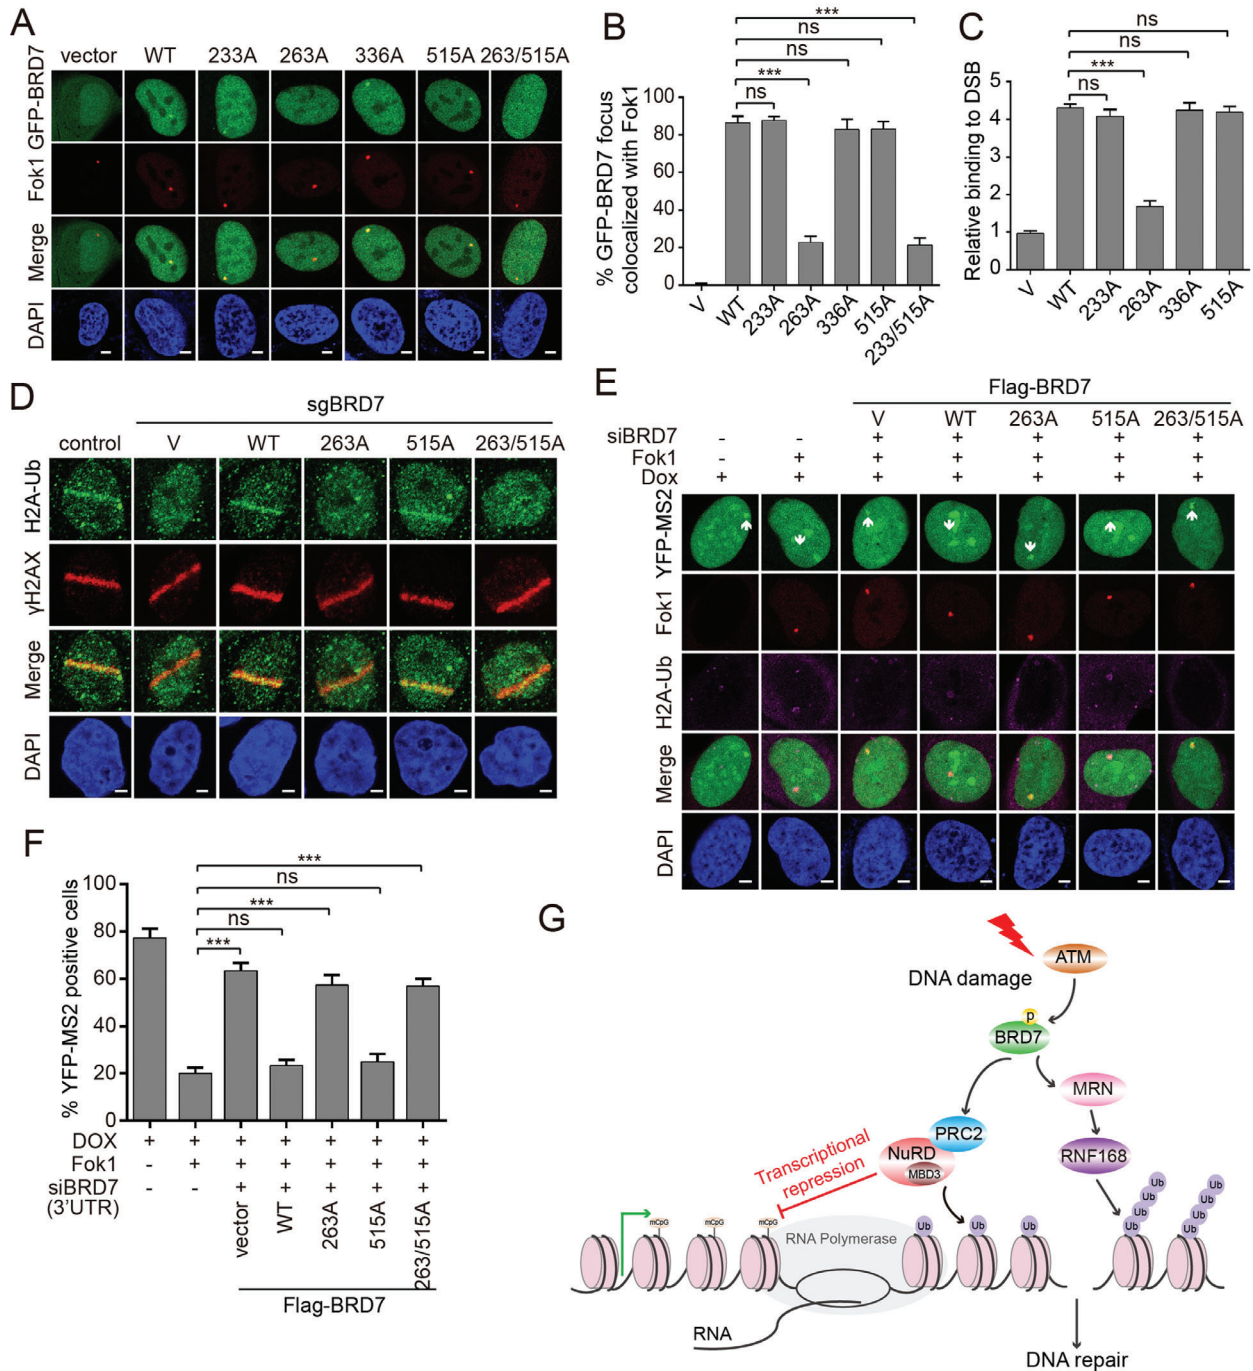 A
vector WT 233A 263A 336A 515A 263/515A
GFP-BRD7
Fok1
Merge
DAPI
B
% GFP-BRD7 focus
colocalized with Fok1
100
80
60
40
20
0
***
ns
ns
***
ns
V WT 233A 263A 336A 515A 233/515A
C
Relative binding to DSB
5
4
3
2
1
0
ns
ns
***
ns
V WT 233A 263A 336A 515A
D
sgBRD7
control V WT 263A 515A 263/515A
H2A-Ub
γH2AX
Merge
DAPI
E
Flag-BRD7
V WT 263A 515A 263/515A
siBRD7 - - + + + + +
Fok1 - + + + + + +
Dox + + + + + + +
YFP-MS2
Fok1
H2A-Ub
Merge
DAPI
F
% YFP-MS2 positive cells
100
80
60
40
20
0
***
ns
***
ns
***
DOX + + + + + + +
Fok1 - + + + + + +
siBRD7 - - + + + + +
(3'UTR)
vector WT 263A 515A 263/515A
Flag-BRD7
G
DNA damage
ATM
p
BRD7
MRN
PRC2
NuRD
MBD3
RNF168
Transcriptional
repression
mCpG mCpG mCpG
RNA Polymerase
Ub Ub Ub
Ub Ub Ub Ub
Ub Ub Ub Ub
RNA
DNA repair